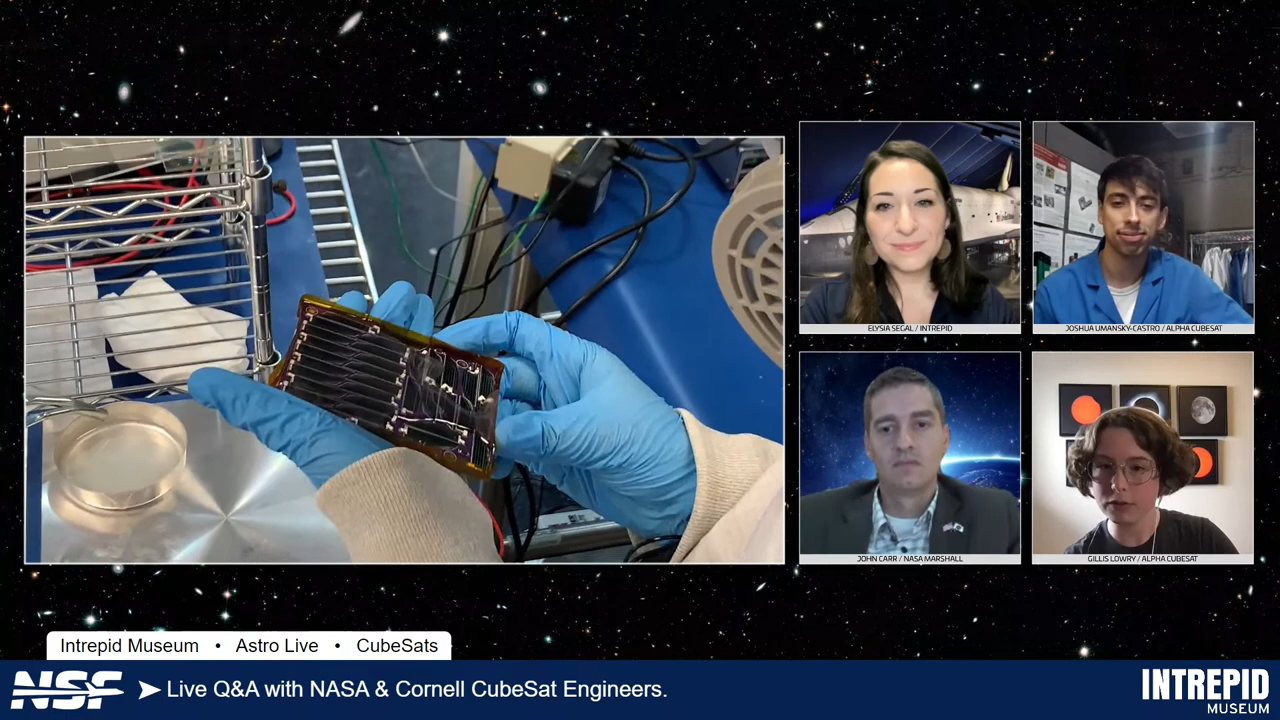 ELYSIA SEGAL / INTREPID
JOSHUA UMANSKY-CASTRO / ALPHA CUBESAT
JOHN CARR / NASA MARSHALL
GILLIS LOWRY / ALPHA CUBESAT
Intrepid Museum • Astro Live • CubeSats
NSF
Live Q&A with NASA & Cornell CubeSat Engineers.
INTREPID
MUSEUM